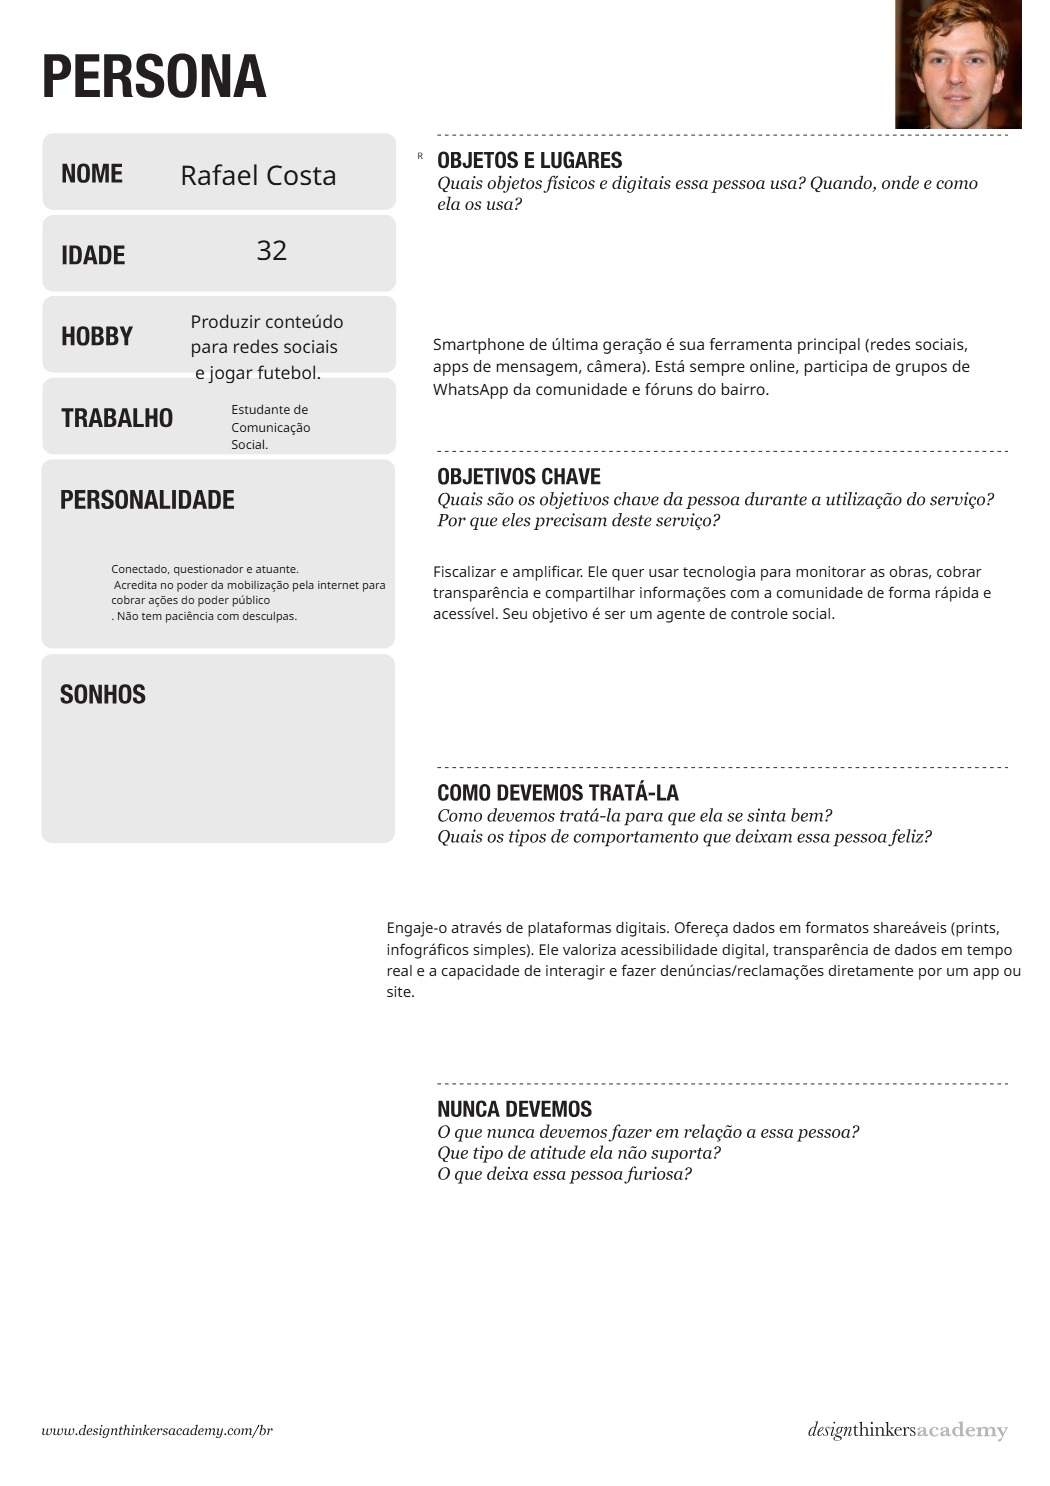 PERSONA
NOME
Rafael Costa
IDADE
32
HOBBY
Produzir conteúdo
para redes sociais
e jogar futebol.
TRABALHO
Estudante de
Comunicação
Social.
PERSONALIDADE
Conectado, questionador e atuante.
Acredita no poder da mobilização pela internet para
cobrar ações do poder público
. Não tem paciência com desculpas.
SONHOS
R
OBJETOS E LUGARES
Quais objetos físicos e digitais essa pessoa usa? Quando, onde e como
ela os usa?
Smartphone de última geração é sua ferramenta principal (redes sociais,
apps de mensagem, câmera). Está sempre online, participa de grupos de
WhatsApp da comunidade e fóruns do bairro.
OBJETIVOS CHAVE
Quais são os objetivos chave da pessoa durante a utilização do serviço?
Por que eles precisam deste serviço?
Fiscalizar e amplificar. Ele quer usar tecnologia para monitorar as obras, cobrar
transparência e compartilhar informações com a comunidade de forma rápida e
acessível. Seu objetivo é ser um agente de controle social.
COMO DEVEMOS TRATÁ-LA
Como devemos tratá-la para que ela se sinta bem?
Quais os tipos de comportamento que deixam essa pessoa feliz?
Engaje-o através de plataformas digitais. Ofereça dados em formatos shareáveis (prints,
infográficos simples). Ele valoriza acessibilidade digital, transparência de dados em tempo
real e a capacidade de interagir e fazer denúncias/reclamações diretamente por um app ou
site.
NUNCA DEVEMOS
O que nunca devemos fazer em relação a essa pessoa?
Que tipo de atitude ela não suporta?
O que deixa essa pessoa furiosa?
www.designthinkersacademy.com/br
designthinkersacademy